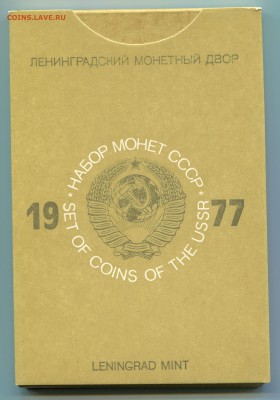 COINS.LAVE.RU
ЛЕНИНГРАДСКИЙ МОНЕТНЫЙ ДВОР
• НАБОР МОНЕТ СССР •
19 77
SET OF COINS OF THE USSR
LENINGRAD MINT